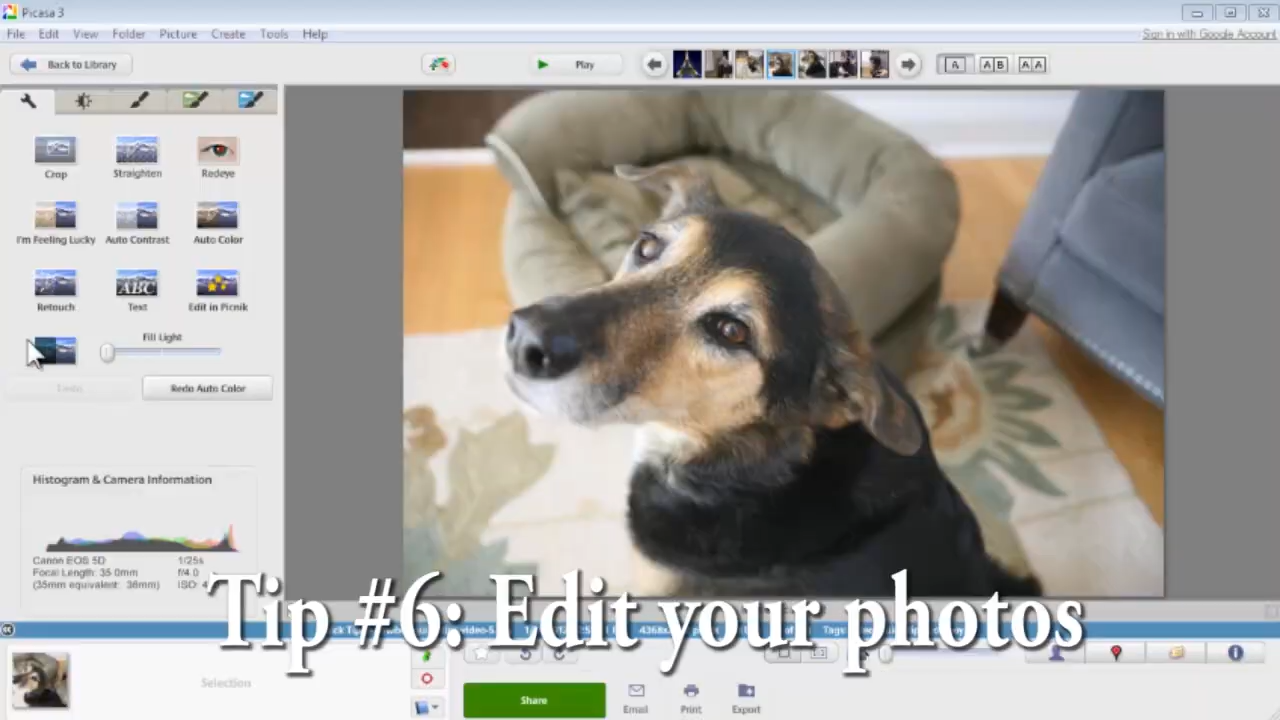 Picasa 3
File Edit View Folder Picture Create Tools Help
Sign in with Google Account
Back to Library
Play
A
A B
A A
Crop Straighten Redeye
I'm Feeling Lucky Auto Contrast Auto Color
ABC
Retouch Text Edit in Picnik
Fill Light
Undo Redo Auto Color
Histogram & Camera Information
Canon EOS 5D 1/25s
Focal Length: 35.0mm f/4.0
(35mm equivalent: 36mm) ISO: 4
Tip #6: Edit your photos
Selection
Share
Email Print Export